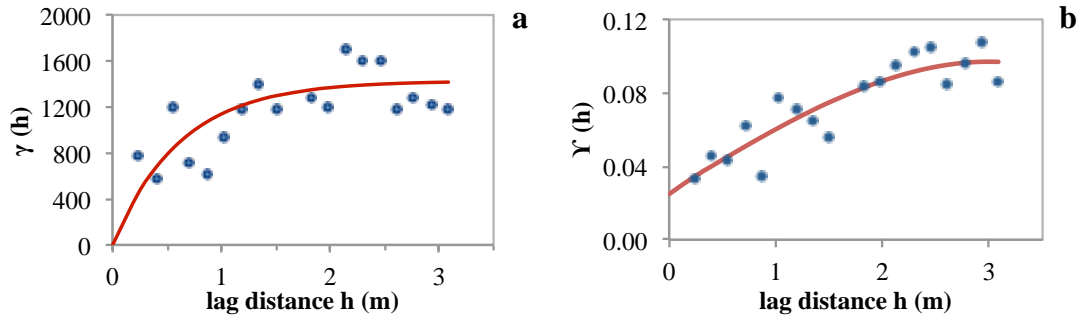 a
2000
1600
1200
800
400
0
γ (h)
0 1 2 3
lag distance h (m)
b
0.12
0.08
0.04
0.00
ϒ (h)
0 1 2 3
lag distance h (m)